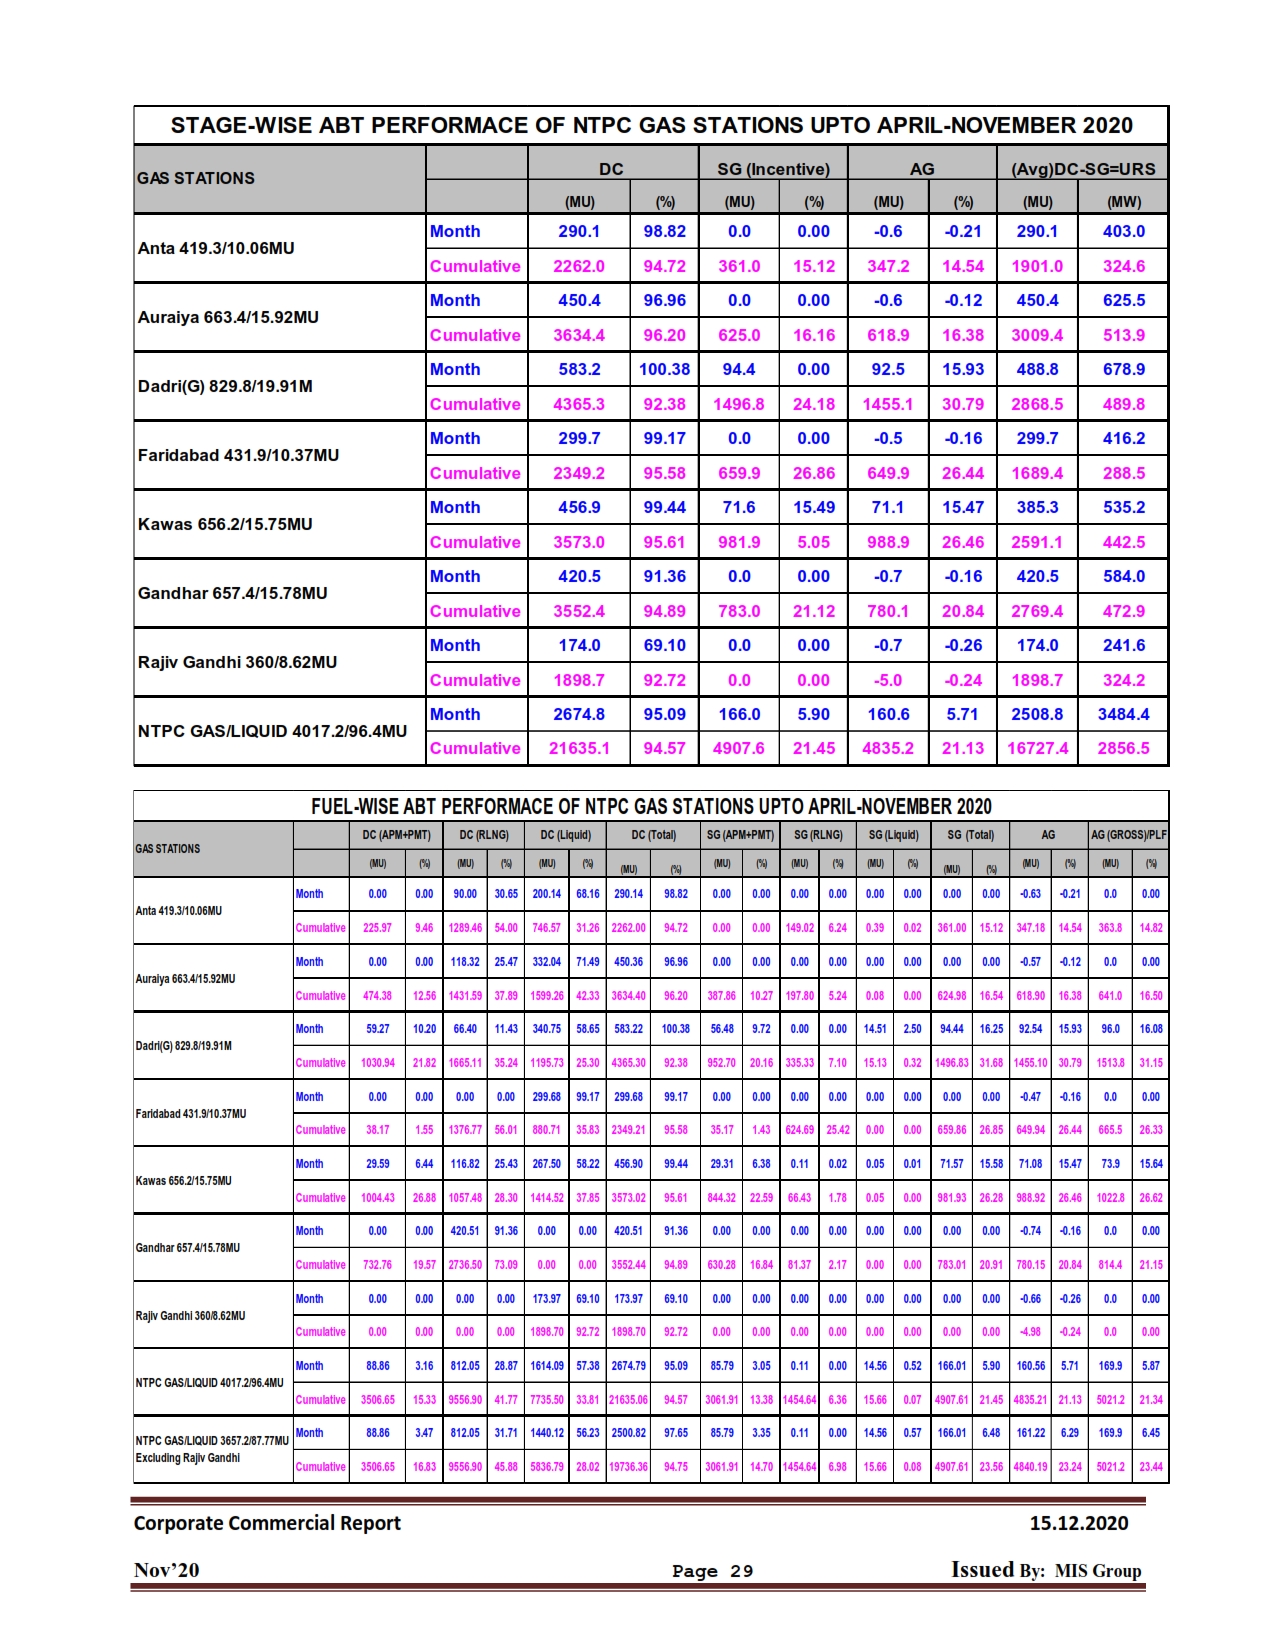 STAGE-WISE ABT PERFORMACE OF NTPC GAS STATIONS UPTO APRIL-NOVEMBER 2020
GAS STATIONS DC SG (Incentive) AG (Avg)DC-SG=URS
(MU) (%) (MU) (%) (MU) (%) (MU) (MW)
Anta 419.3/10.06MU
Month 290.1 98.82 0.0 0.00 -0.6 -0.21 290.1 403.0
Cumulative 2262.0 94.72 361.0 15.12 347.2 14.54 1901.0 324.6
Auraiya 663.4/15.92MU
Month 450.4 96.96 0.0 0.00 -0.6 -0.12 450.4 625.5
Cumulative 3634.4 96.20 625.0 16.16 618.9 16.38 3009.4 513.9
Dadri(G) 829.8/19.91M
Month 583.2 100.38 94.4 0.00 92.5 15.93 488.8 678.9
Cumulative 4365.3 92.38 1496.8 24.18 1455.1 30.79 2868.5 489.8
Faridabad 431.9/10.37MU
Month 299.7 99.17 0.0 0.00 -0.5 -0.16 299.7 416.2
Cumulative 2349.2 95.58 659.9 26.86 649.9 26.44 1689.4 288.5
Kawas 656.2/15.75MU
Month 456.9 99.44 71.6 15.49 71.1 15.47 385.3 535.2
Cumulative 3573.0 95.61 981.9 5.05 988.9 26.46 2591.1 442.5
Gandhar 657.4/15.78MU
Month 420.5 91.36 0.0 0.00 -0.7 -0.16 420.5 584.0
Cumulative 3552.4 94.89 783.0 21.12 780.1 20.84 2769.4 472.9
Rajiv Gandhi 360/8.62MU
Month 174.0 69.10 0.0 0.00 -0.7 -0.26 174.0 241.6
Cumulative 1898.7 92.72 0.0 0.00 -5.0 -0.24 1898.7 324.2
NTPC GAS/LIQUID 4017.2/96.4MU
Month 2674.8 95.09 166.0 5.90 160.6 5.71 2508.8 3484.4
Cumulative 21635.1 94.57 4907.6 21.45 4835.2 21.13 16727.4 2856.5
FUEL-WISE ABT PERFORMACE OF NTPC GAS STATIONS UPTO APRIL-NOVEMBER 2020
GAS STATIONS DC (APM+PMT) DC (RLNG) DC (Liquid) DC (Total) SG (APM+PMT) SG (RLNG) SG (Liquid) SG (Total) AG AG (GROSS)/PLF
(MU) (%) (MU) (%) (MU) (%) (MU) (%) (MU) (%) (MU) (%) (MU) (%) (MU) (%) (MU) (%) (MU) (%)
Anta 419.3/10.06MU
Month 0.00 0.00 90.00 30.65 200.14 68.16 290.14 98.82 0.00 0.00 0.00 0.00 0.00 0.00 0.00 0.00 -0.63 -0.21 0.0 0.00
Cumulative 225.97 9.46 1289.46 54.00 746.57 31.26 2262.00 94.72 0.00 0.00 149.02 6.24 0.39 0.02 361.00 15.12 347.18 14.54 363.8 14.82
Auraiya 663.4/15.92MU
Month 0.00 0.00 118.32 25.47 332.04 71.49 450.36 96.96 0.00 0.00 0.00 0.00 0.00 0.00 0.00 0.00 -0.57 -0.12 0.0 0.00
Cumulative 474.38 12.56 1431.59 37.89 1599.26 42.33 3634.40 96.20 387.86 10.27 197.80 5.24 0.08 0.00 624.98 16.54 618.90 16.38 641.0 16.50
Dadri(G) 829.8/19.91M
Month 59.27 10.20 66.40 11.43 340.75 58.65 583.22 100.38 56.48 9.72 0.00 0.00 14.51 2.50 94.44 16.25 92.54 15.93 96.0 16.08
Cumulative 1030.94 21.82 1665.11 35.24 1195.73 25.30 4365.30 92.38 952.70 20.16 335.33 7.10 15.13 0.32 1496.83 31.68 1455.10 30.79 1513.8 31.15
Faridabad 431.9/10.37MU
Month 0.00 0.00 0.00 0.00 299.68 99.17 299.68 99.17 0.00 0.00 0.00 0.00 0.00 0.00 0.00 0.00 -0.47 -0.16 0.0 0.00
Cumulative 38.17 1.55 1376.77 56.01 880.71 35.83 2349.21 95.58 35.17 1.43 624.69 25.42 0.00 0.00 659.86 26.85 649.94 26.44 665.5 26.33
Kawas 656.2/15.75MU
Month 29.59 6.44 116.82 25.43 267.50 58.22 456.90 99.44 29.31 6.38 0.11 0.02 0.05 0.01 71.57 15.58 71.08 15.47 73.9 15.64
Cumulative 1004.43 26.88 1057.48 28.30 1414.52 37.85 3573.02 95.61 844.32 22.59 66.43 1.78 0.05 0.00 981.93 26.28 988.92 26.46 1022.8 26.62
Gandhar 657.4/15.78MU
Month 0.00 0.00 420.51 91.36 0.00 0.00 420.51 91.36 0.00 0.00 0.00 0.00 0.00 0.00 0.00 0.00 -0.74 -0.16 0.0 0.00
Cumulative 732.76 19.57 2736.50 73.09 0.00 0.00 3552.44 94.89 630.28 16.84 81.37 2.17 0.00 0.00 783.01 20.91 780.15 20.84 814.4 21.15
Rajiv Gandhi 360/8.62MU
Month 0.00 0.00 0.00 0.00 173.97 69.10 173.97 69.10 0.00 0.00 0.00 0.00 0.00 0.00 0.00 0.00 -0.66 -0.26 0.0 0.00
Cumulative 0.00 0.00 0.00 0.00 1898.70 92.72 1898.70 92.72 0.00 0.00 0.00 0.00 0.00 0.00 0.00 0.00 -4.98 -0.24 0.0 0.00
NTPC GAS/LIQUID 4017.2/96.4MU
Month 88.86 3.16 812.05 28.87 1614.09 57.38 2674.79 95.09 85.79 3.05 0.11 0.00 14.56 0.52 166.01 5.90 160.56 5.71 169.9 5.87
Cumulative 3506.65 15.33 9556.90 41.77 7735.50 33.81 21635.06 94.57 3061.91 13.38 1454.64 6.36 15.66 0.07 4907.61 21.45 4835.21 21.13 5021.2 21.34
NTPC GAS/LIQUID 3657.2/87.77MU
Excluding Rajiv Gandhi
Month 88.86 3.47 812.05 31.71 1440.12 56.23 2500.82 97.65 85.79 3.35 0.11 0.00 14.56 0.57 166.01 6.48 161.22 6.29 169.9 6.45
Cumulative 3506.65 16.83 9556.90 45.88 5836.79 28.02 19736.36 94.75 3061.91 14.70 1454.64 6.98 15.66 0.08 4907.61 23.56 4840.19 23.24 5021.2 23.44
Corporate Commercial Report 15.12.2020
Nov’20 Page 29 Issued By: MIS Group